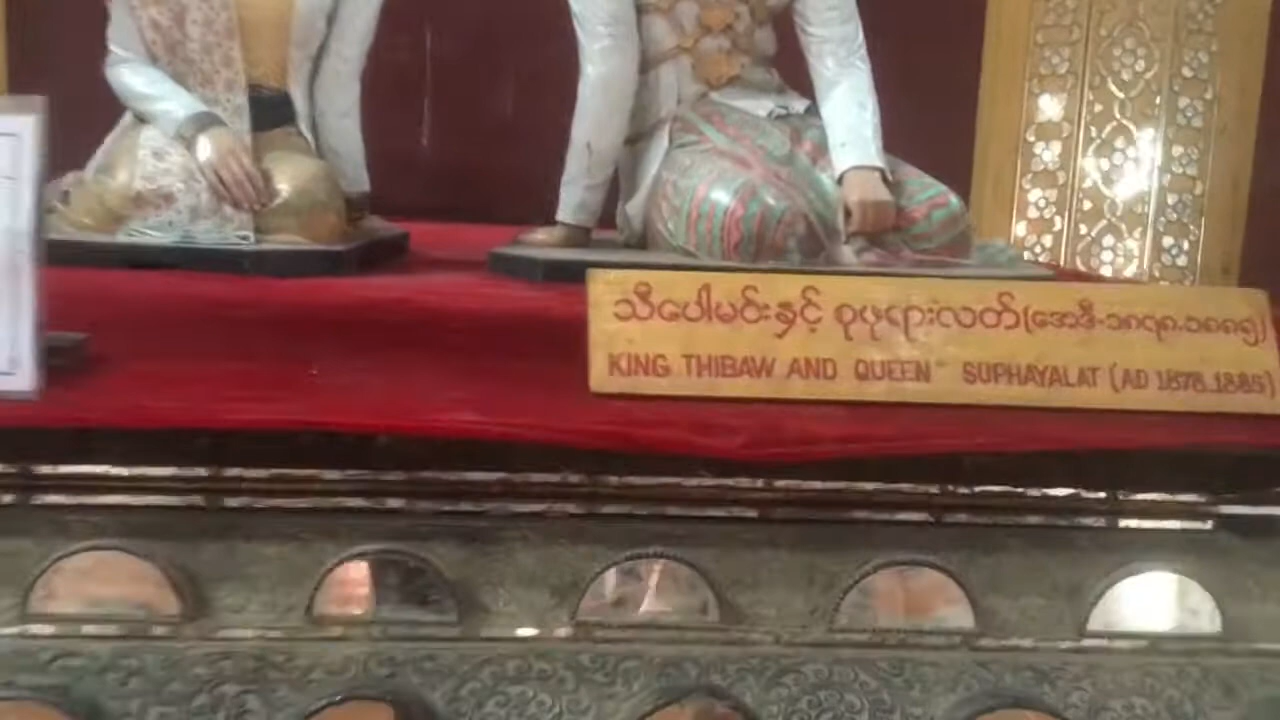 သီပေါမင်းနှင့် စုဖုရားလတ်(အေဒီ-၁၈၇၈-၁၈၈၅)
KING THIBAW AND QUEEN SUPHAYALAT (AD 1878-1885)